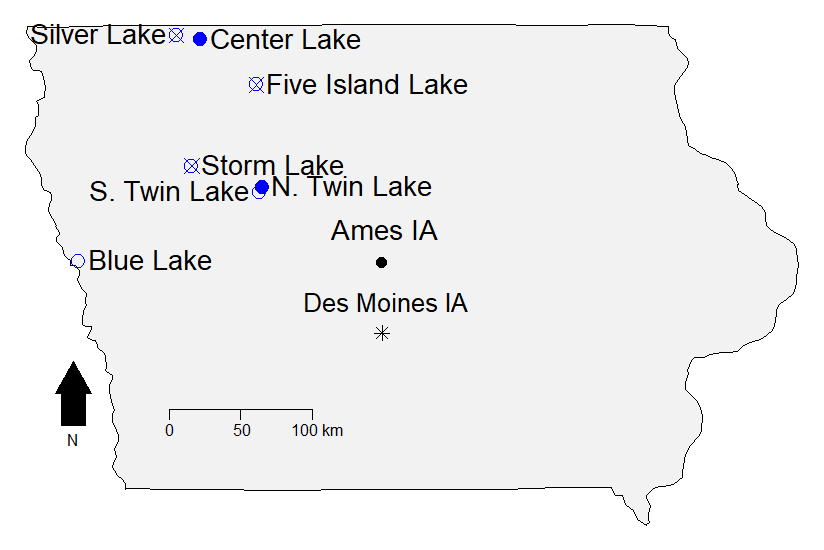 Silver Lake
Center Lake
Five Island Lake
Storm Lake
N. Twin Lake
S. Twin Lake
Ames IA
Blue Lake
Des Moines IA
0 50 100 km
N